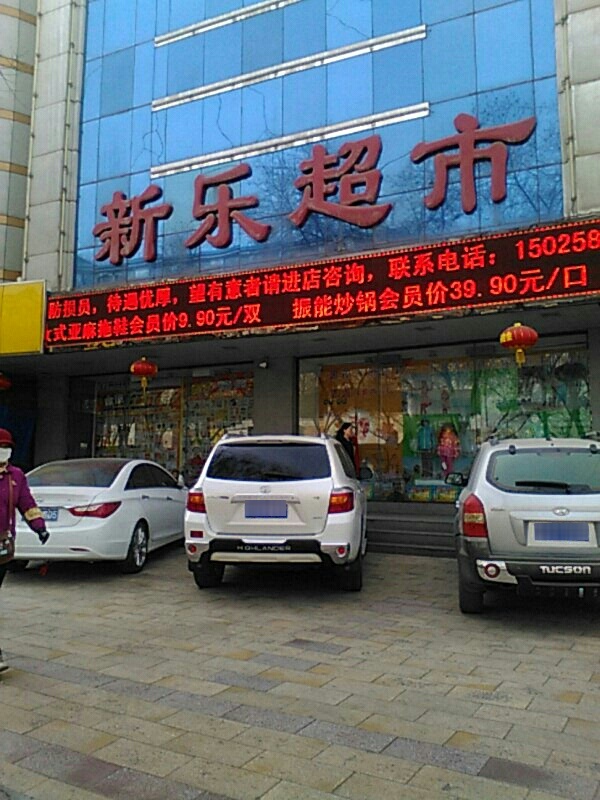 新乐超市
防损员，待遇优厚，望有意者请进店咨询，联系电话：150258
式亚麻拖鞋会员价9.90元/双 振能炒锅会员价39.90元/口
HIGHLANDER
TUCSON